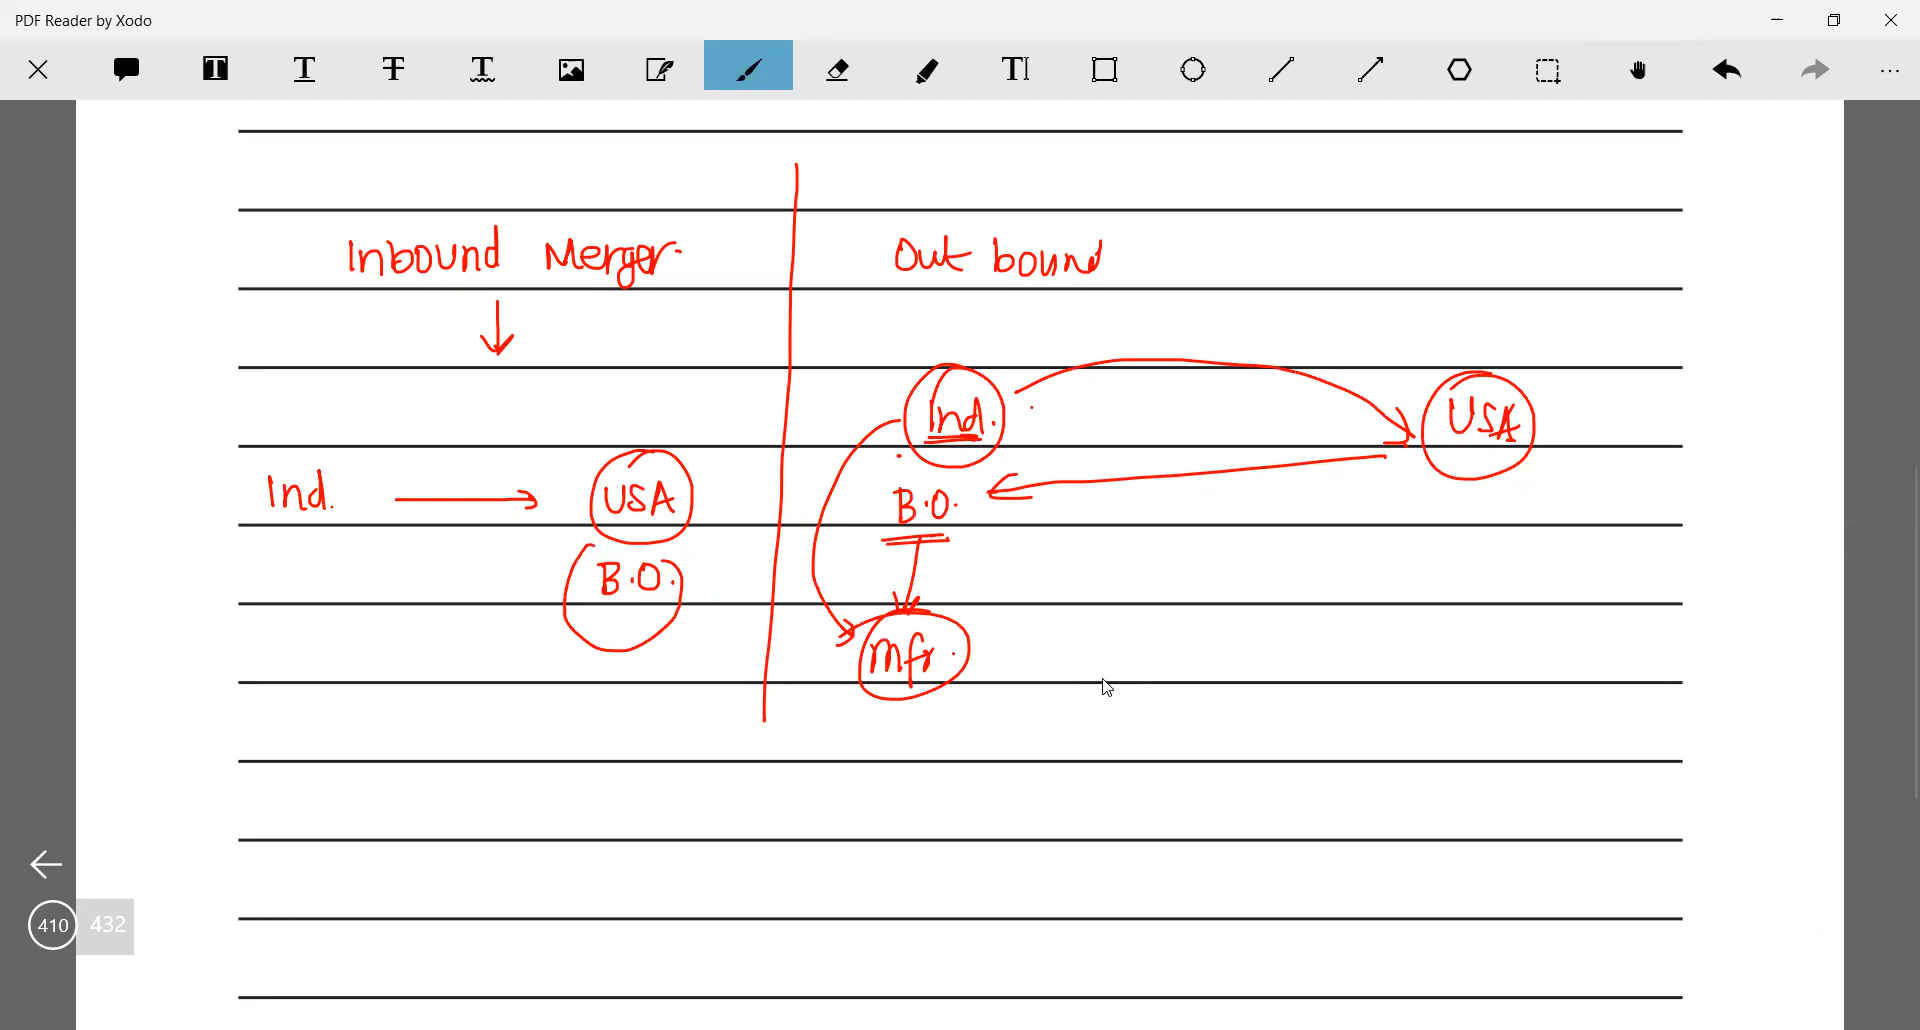 PDF Reader by Xodo
Inbound Merger
Out bound
Ind.
USA
Ind.
USA
B.O.
B.O.
Mfr.
410
432